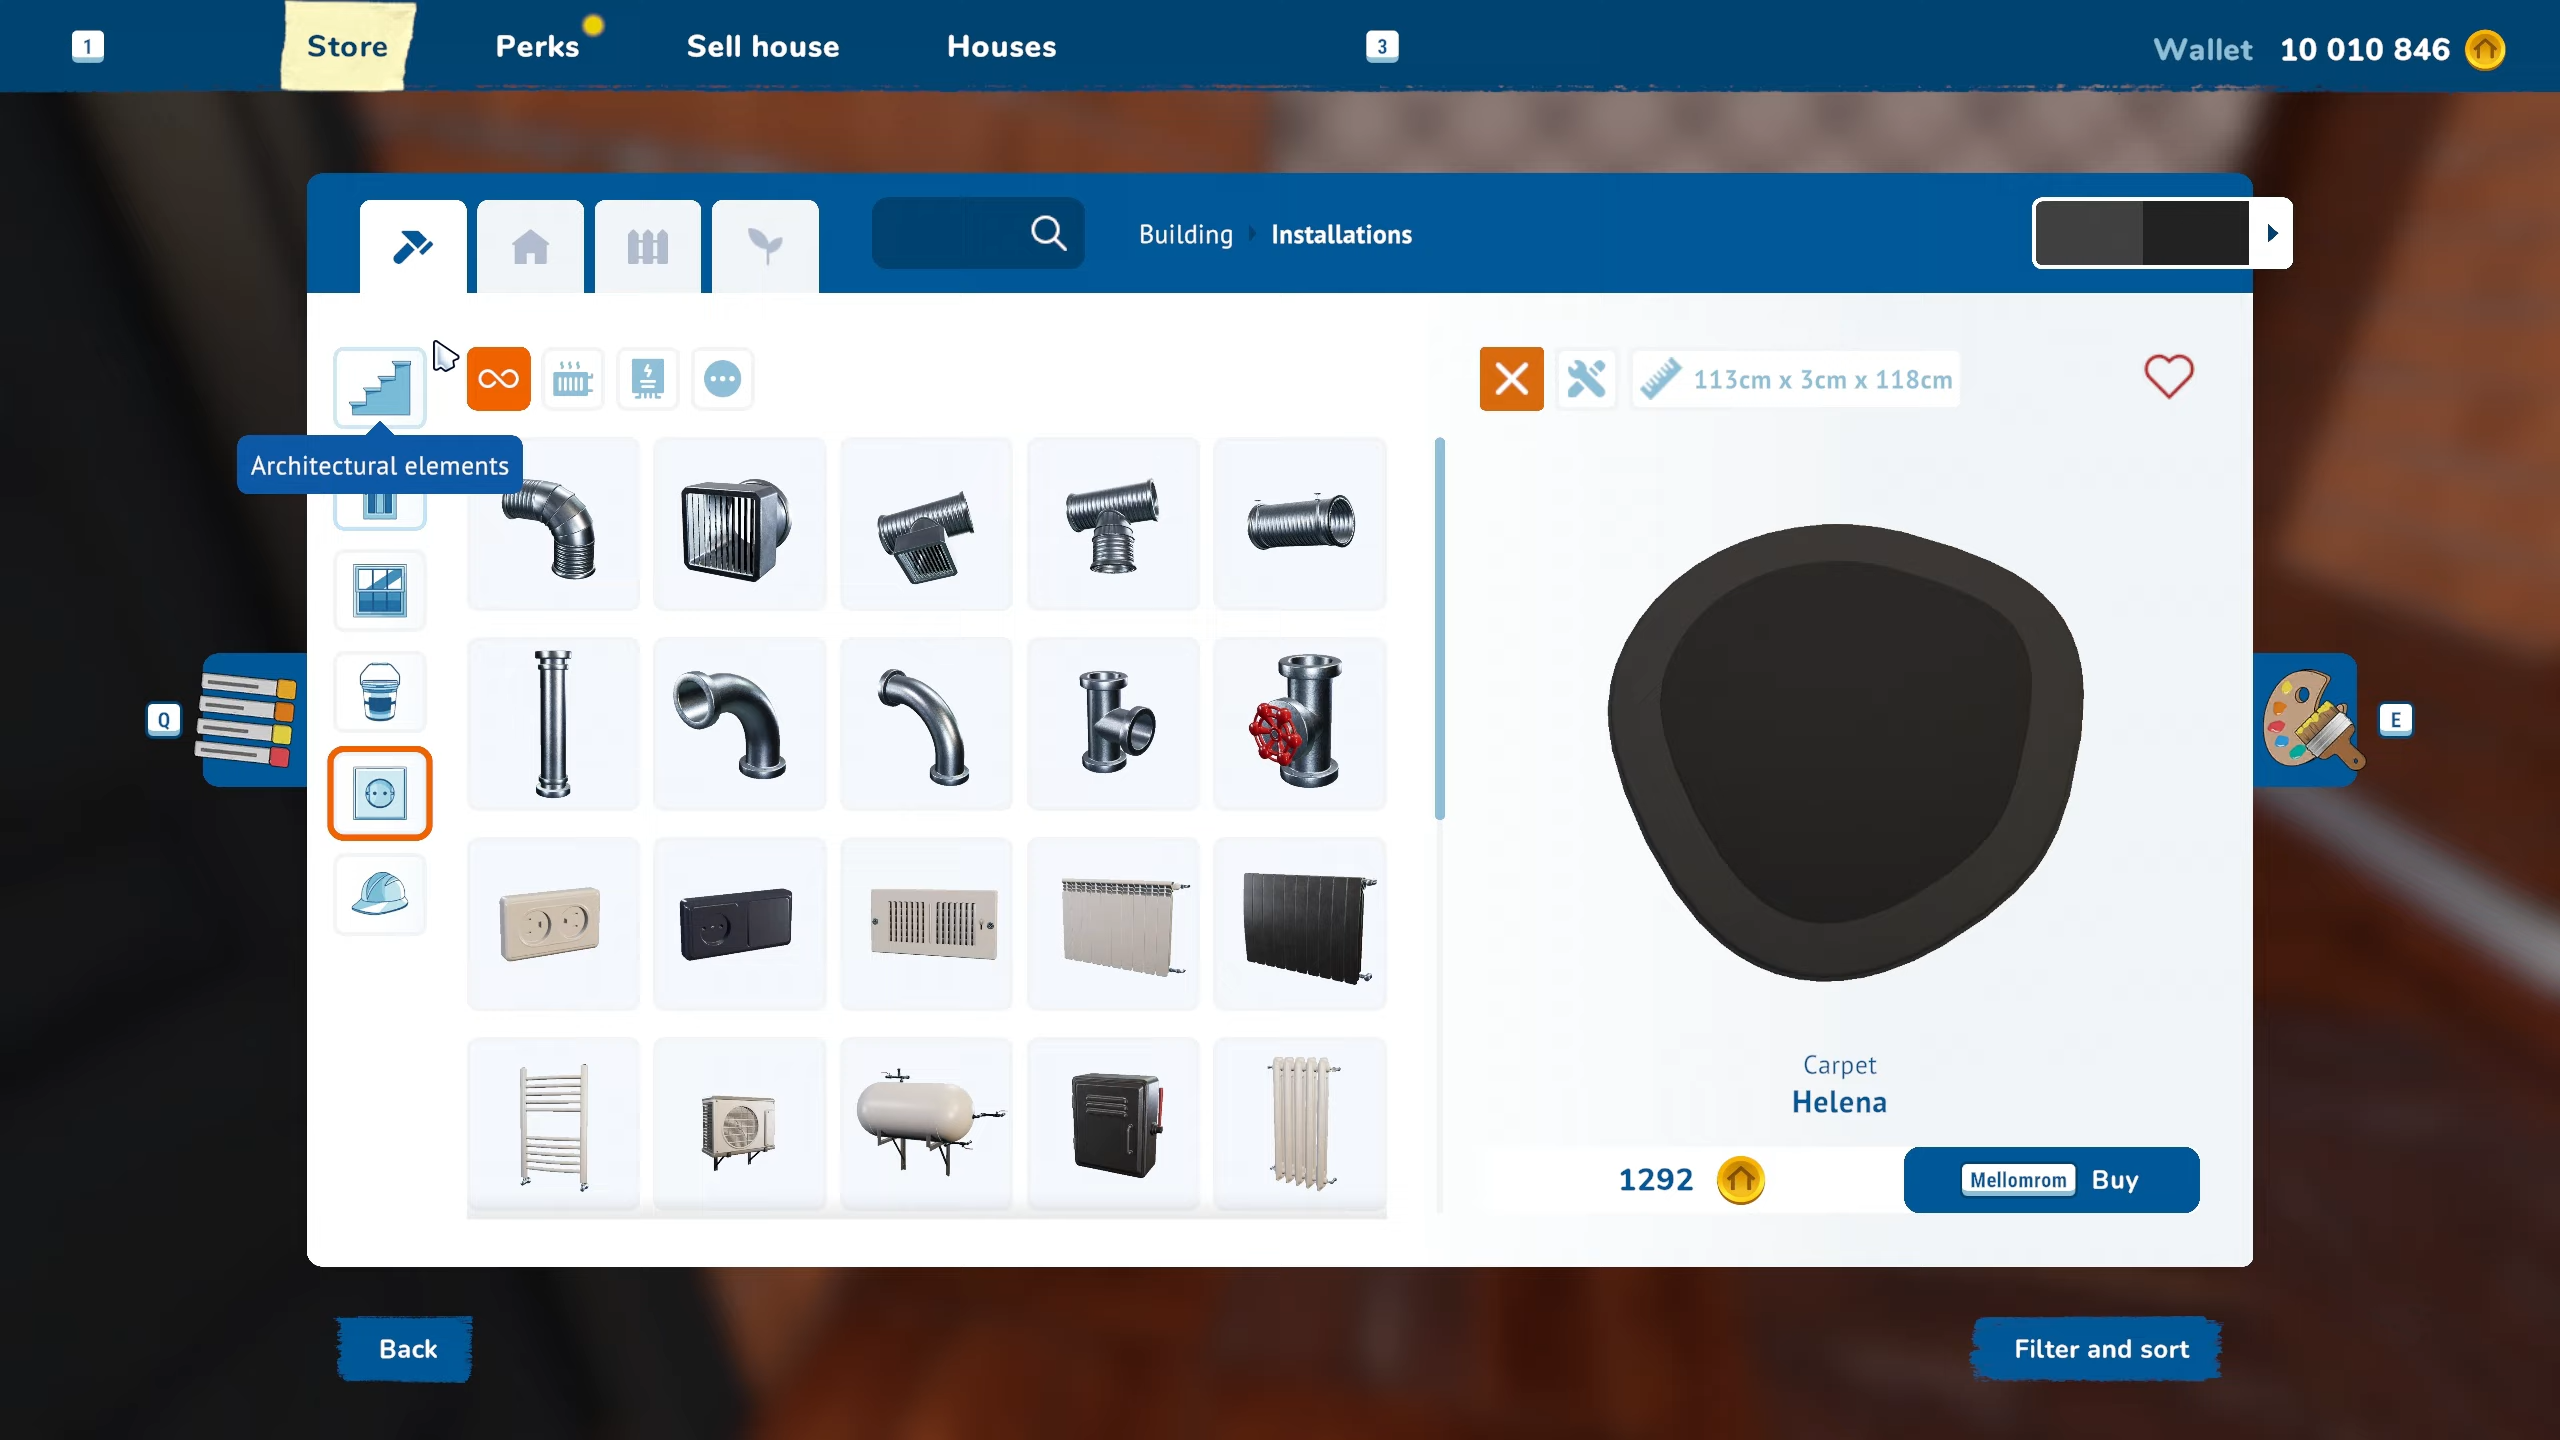 1
Store
Perks
Sell house
Houses
3
Wallet 10 010 846
Building
Installations
113cm x 3cm x 118cm
Architectural elements
Q
E
Carpet
Helena
1292
Mellomrom Buy
Back
Filter and sort